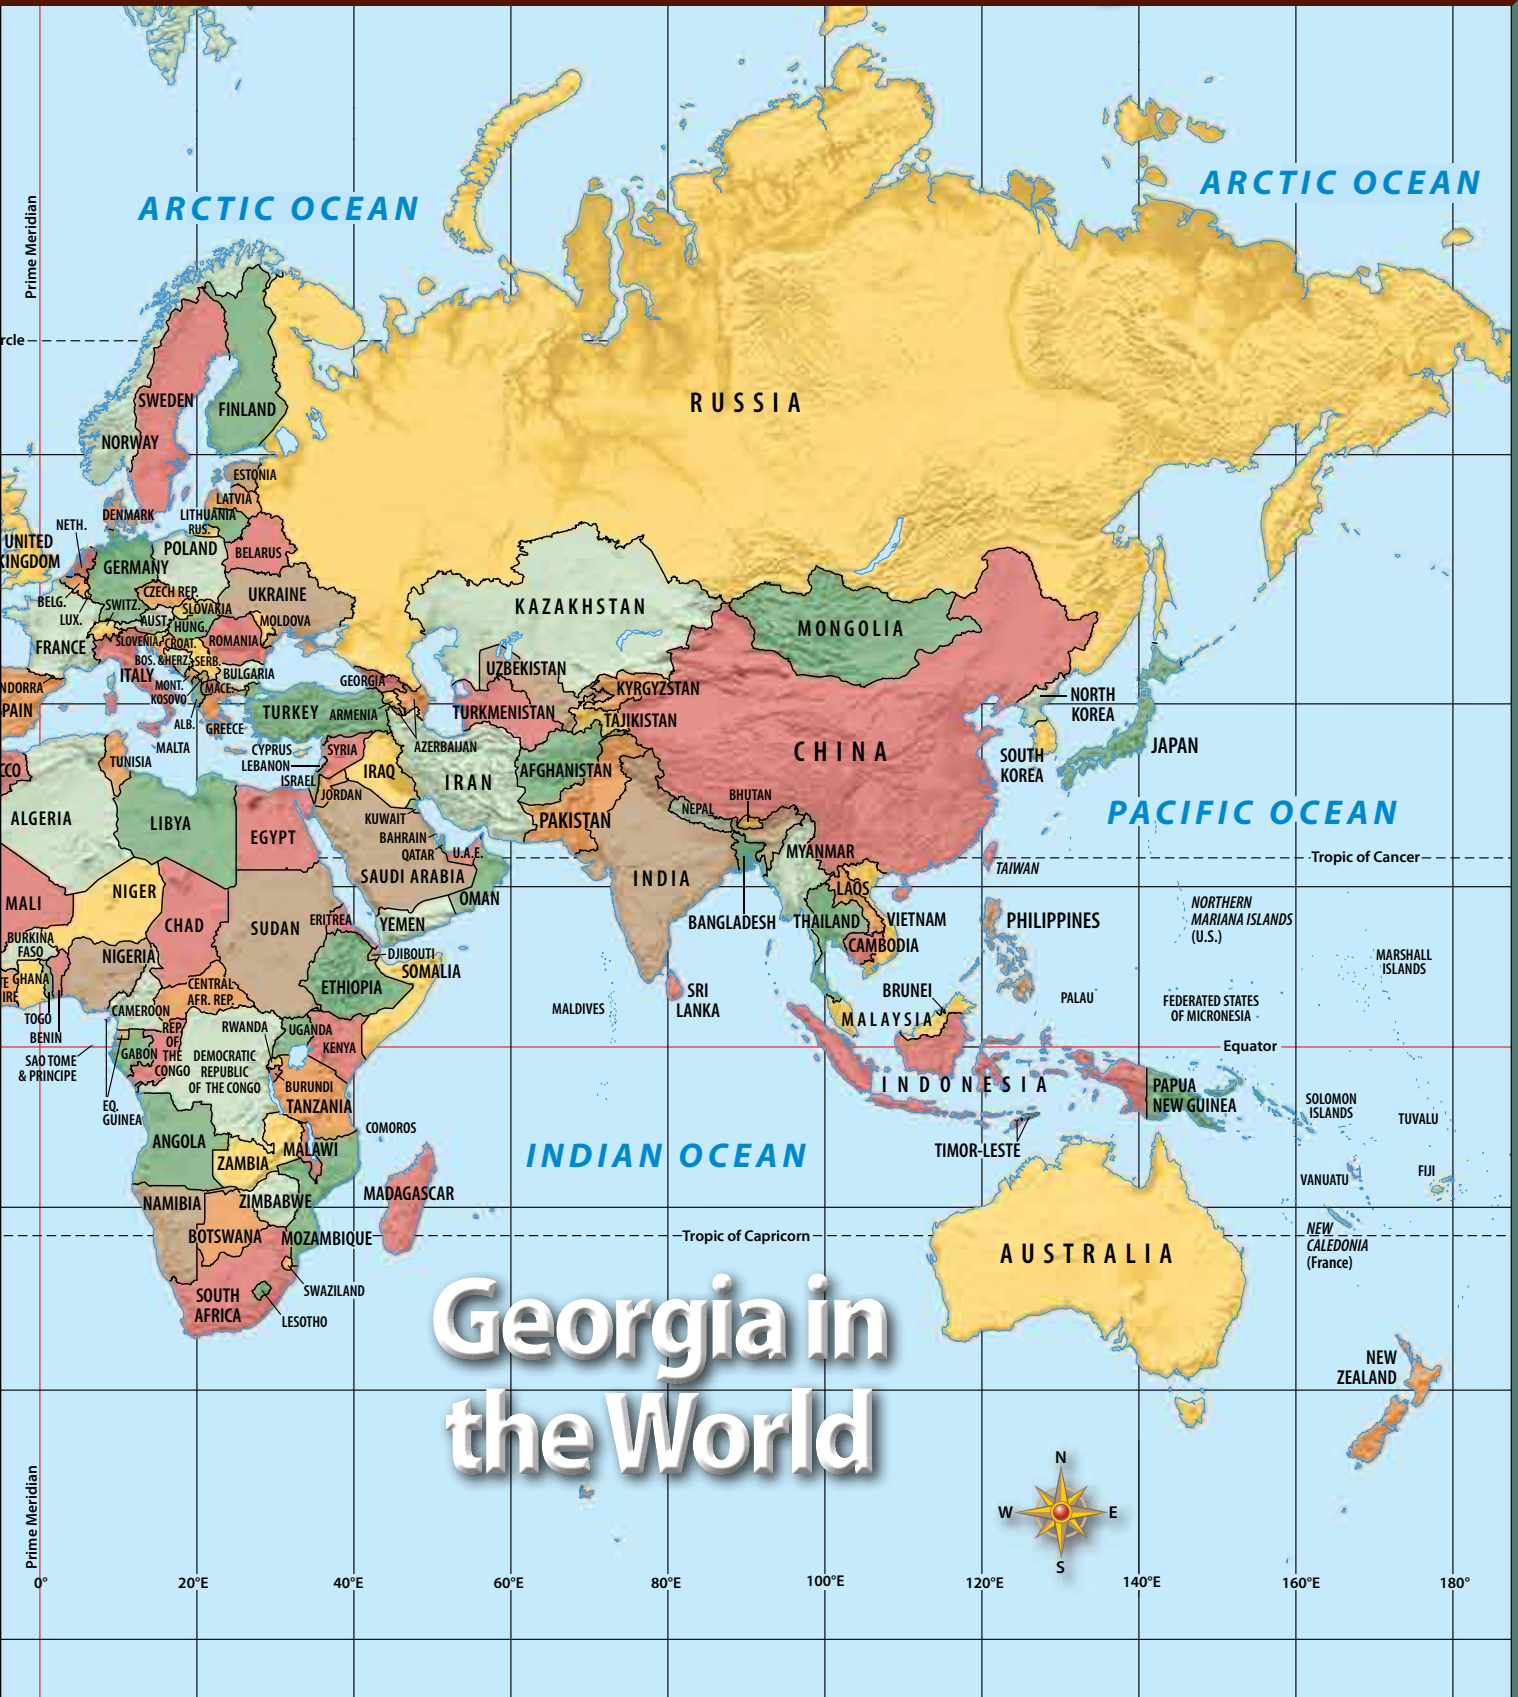 ARCTIC OCEAN
ARCTIC OCEAN
Prime Meridian
rcle
RUSSIA
SWEDEN
FINLAND
NORWAY
ESTONIA
LATVIA
DENMARK
LITHUANIA
RUS.
NETH.
UNITED
KINGDOM
POLAND
BELARUS
GERMANY
BELG.
LUX.
CZECH REP.
SLOVAKIA
UKRAINE
SWITZ.
AUST.
HUNG.
MOLDOVA
FRANCE
SLOVENIA
CROAT.
ROMANIA
BOS. & HERZ.
SERB.
ITALY
BULGARIA
MONT.
KOSOVO
MACE.
NDORRA
PAIN
ALB.
GREECE
MALTA
KAZAKHSTAN
MONGOLIA
UZBEKISTAN
GEORGIA
KYRGYZSTAN
TURKMENISTAN
TAJIKISTAN
TURKEY
ARMENIA
AZERBAIJAN
NORTH
KOREA
SOUTH
KOREA
JAPAN
CHINA
CYPRUS
LEBANON
SYRIA
ISRAEL
IRAQ
JORDAN
IRAN
AFGHANISTAN
TUNISIA
CCO
ALGERIA
LIBYA
EGYPT
KUWAIT
BAHRAIN
QATAR
U.A.E.
SAUDI ARABIA
OMAN
YEMEN
PAKISTAN
NEPAL
BHUTAN
INDIA
BANGLADESH
MYANMAR
LAOS
THAILAND
VIETNAM
CAMBODIA
TAIWAN
PACIFIC OCEAN
Tropic of Cancer
PHILIPPINES
NORTHERN
MARIANA ISLANDS
(U.S.)
MARSHALL
ISLANDS
MALI
NIGER
CHAD
SUDAN
ERITREA
DJIBOUTI
SOMALIA
ETHIOPIA
BURKINA
FASO
NIGERIA
GHANA
TE
IRE
TOGO
BENIN
CENTRAL
AFR. REP.
CAMEROON
SAO TOME
& PRINCIPE
EQ.
GUINEA
GABON
REP.
OF
THE
CONGO
DEMOCRATIC
REPUBLIC
OF THE CONGO
RWANDA
UGANDA
KENYA
BURUNDI
TANZANIA
MALDIVES
SRI
LANKA
BRUNEI
MALAYSIA
PALAU
FEDERATED STATES
OF MICRONESIA
Equator
INDONESIA
PAPUA
NEW GUINEA
SOLOMON
ISLANDS
TUVALU
TIMOR-LESTE
ANGOLA
ZAMBIA
MALAWI
COMOROS
INDIAN OCEAN
NAMIBIA
ZIMBABWE
MADAGASCAR
BOTSWANA
MOZAMBIQUE
Tropic of Capricorn
VANUATU
FIJI
NEW
CALEDONIA
(France)
AUSTRALIA
SOUTH
AFRICA
SWAZILAND
LESOTHO
Georgia in
the World
NEW
ZEALAND
N
W
E
S
Prime Meridian
0°
20°E
40°E
60°E
80°E
100°E
120°E
140°E
160°E
180°